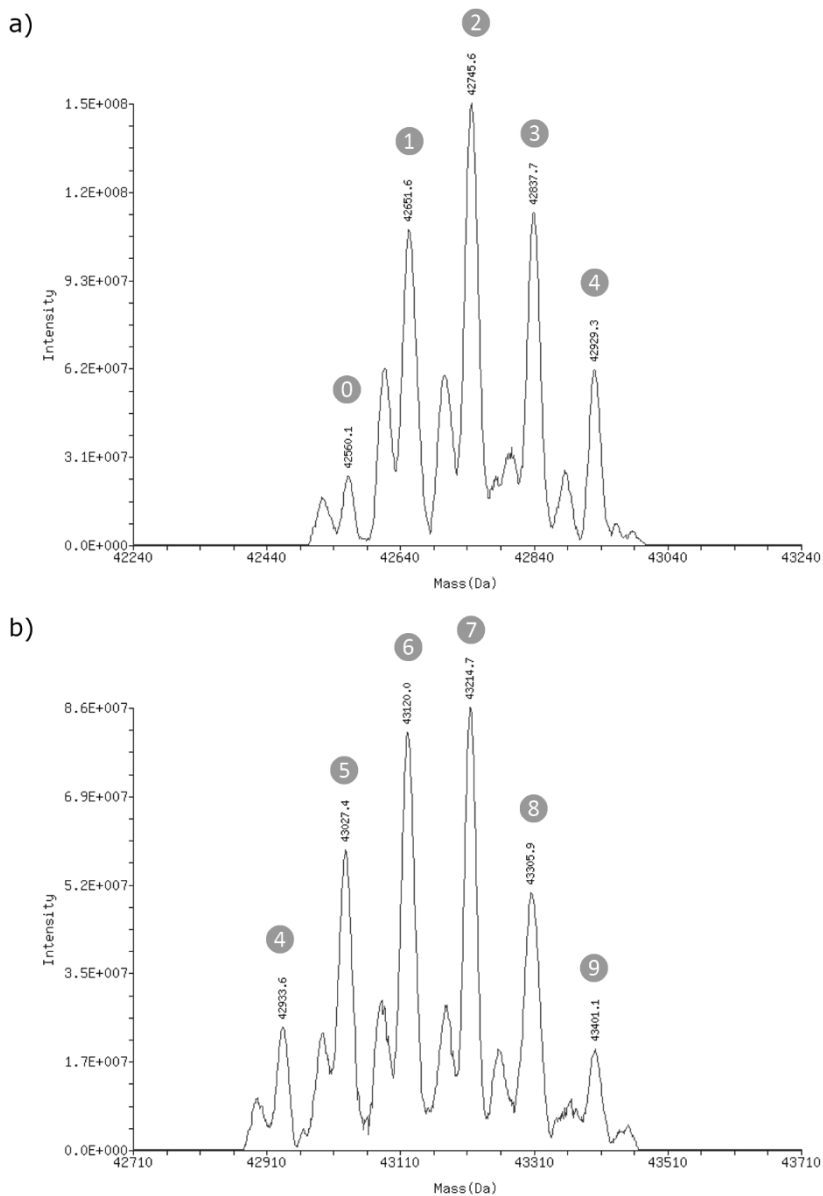 a)
2
42745.6
1.5E+008
1
3
42651.6
42837.7
1.2E+008
9.3E+007
4
42929.3
Intensity
6.2E+007
0
42560.1
3.1E+007
0.0E+000
42240 42440 42640 42840 43040 43240
Mass(Da)
b)
6
7
43120.0
43214.7
8.6E+007
5
43027.4
8
43305.9
6.9E+007
5.2E+007
Intensity
4
42933.6
9
43401.1
3.5E+007
1.7E+007
0.0E+000
42710 42910 43110 43310 43510 43710
Mass(Da)